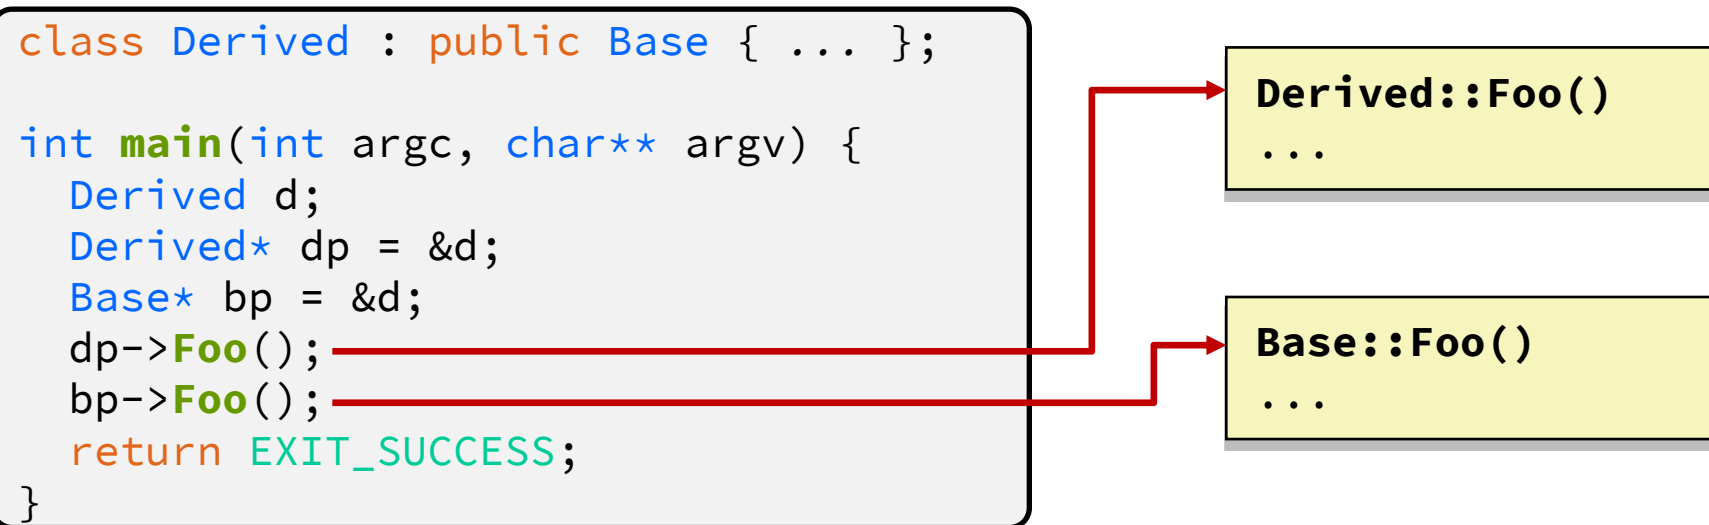 class Derived : public Base { ... };
int main(int argc, char** argv) {
Derived d;
Derived* dp = &d;
Base* bp = &d;
dp->Foo();
bp->Foo();
return EXIT_SUCCESS;
}
Derived::Foo()
...
Base::Foo()
...